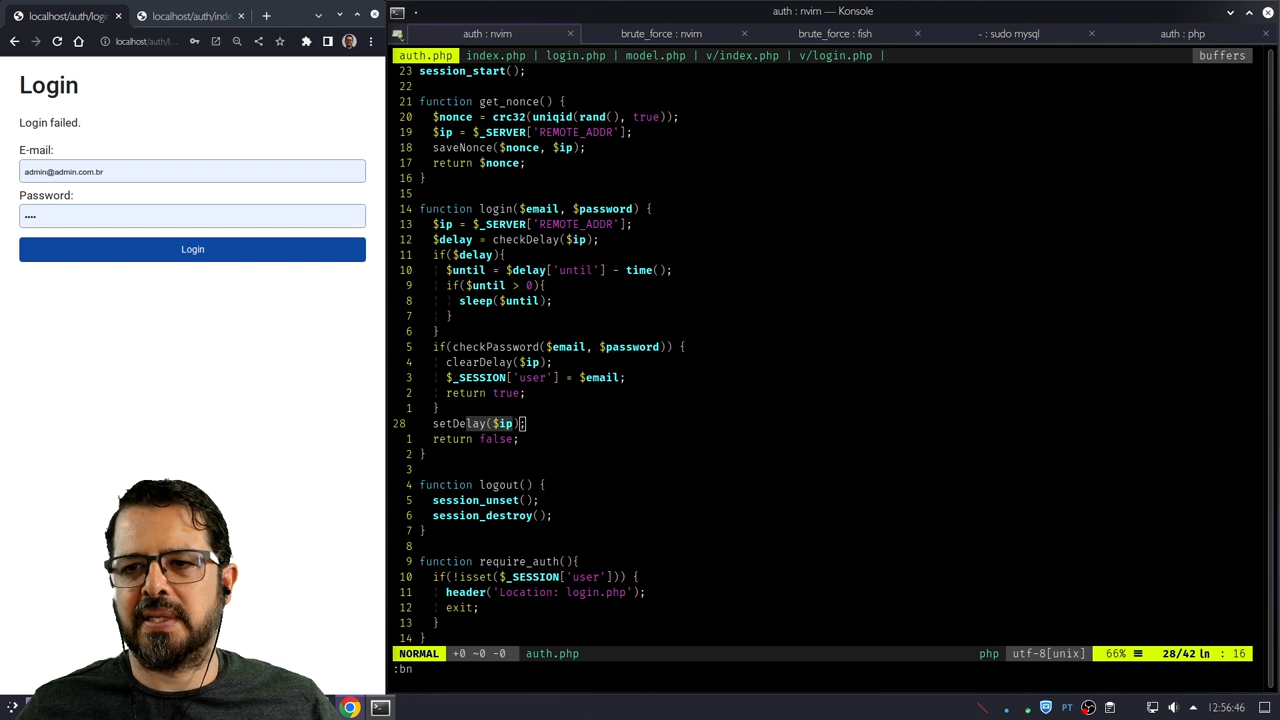 localhost/auth/log
localhost/auth/inde
localhost/auth/l...
Login
Login failed.
E-mail:
admin@admin.com.br
Password:
••••
Login
auth : nvim — Konsole
auth : nvim
brute_force : nvim
brute_force : fish
- : sudo mysql
auth : php
auth.php | index.php | login.php | model.php | v/index.php | v/login.php |
buffers
23 session_start();
22
21 function get_nonce() {
20 $nonce = crc32(uniqid(rand(), true));
19 $ip = $_SERVER['REMOTE_ADDR'];
18 saveNonce($nonce, $ip);
17 return $nonce;
16 }
15
14 function login($email, $password) {
13 $ip = $_SERVER['REMOTE_ADDR'];
12 $delay = checkDelay($ip);
11 if($delay){
10 $until = $delay['until'] - time();
9 if($until > 0){
8 sleep($until);
7 }
6 }
5 if(checkPassword($email, $password)) {
4 clearDelay($ip);
3 $_SESSION['user'] = $email;
2 return true;
1 }
28 setDelay($ip);
1 return false;
2 }
3
4 function logout() {
5 session_unset();
6 session_destroy();
7 }
8
9 function require_auth(){
10 if(!isset($_SESSION['user'])) {
11 header('Location: login.php');
12 exit;
13 }
14 }
NORMAL +0 ~0 -0 auth.php php utf-8[unix] 66% 28/42 ln : 16
:bn
PT
12:56:46